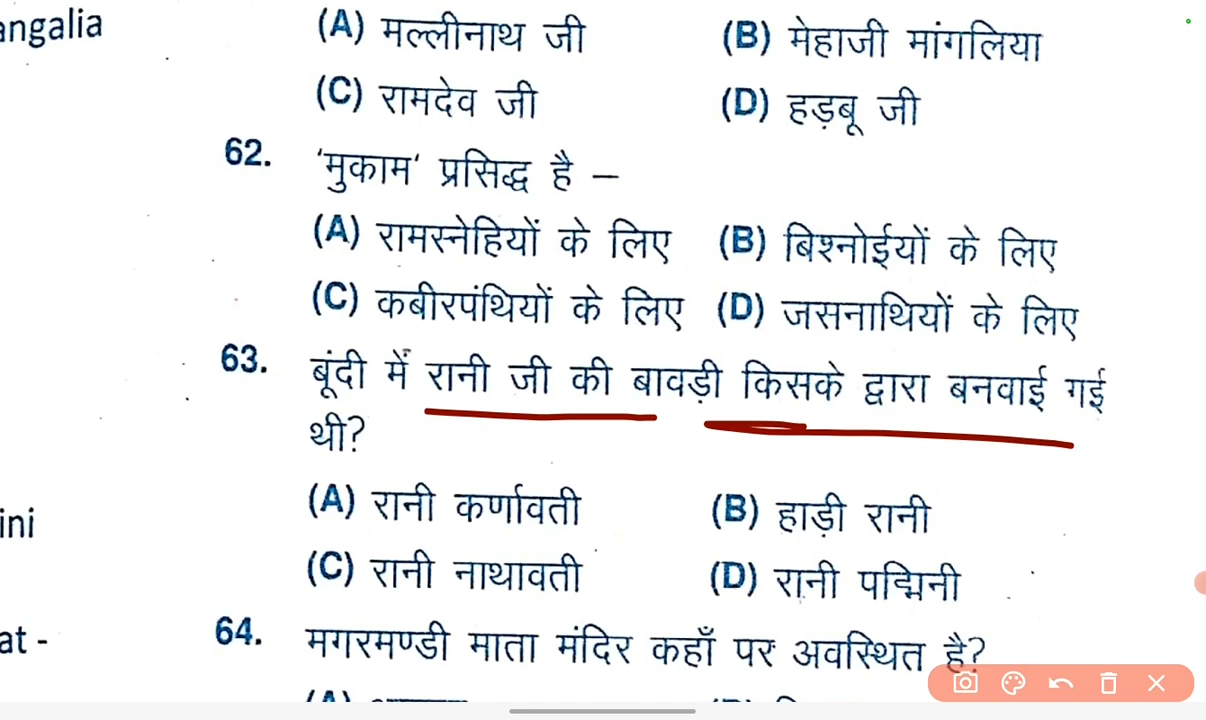 angalia
(A) मल्लीनाथ जी (B) मेहाजी मांगलिया
(C) रामदेव जी (D) हड़बू जी
62. 'मुकाम' प्रसिद्ध है –
(A) रामस्नेहियों के लिए (B) बिश्नोईयों के लिए
(C) कबीरपंथियों के लिए (D) जसनाथियों के लिए
63. बूंदी में रानी जी की बावड़ी किसके द्वारा बनवाई गई
थी?
(A) रानी कर्णावती (B) हाड़ी रानी
ini
(C) रानी नाथावती (D) रानी पद्मिनी
at -
64. मगरमण्डी माता मंदिर कहाँ पर अवस्थित है?
(A)